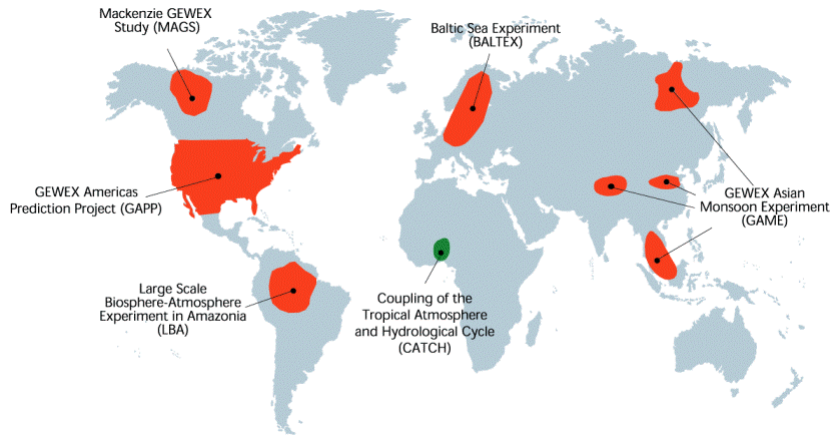 Mackenzie GEWEX
Study (MAGS)
Baltic Sea Experiment
(BALTEX)
GEWEX Americas
Prediction Project (GAPP)
GEWEX Asian
Monsoon Experiment
(GAME)
Large Scale
Biosphere-Atmosphere
Experiment in Amazonia
(LBA)
Coupling of the
Tropical Atmosphere
and Hydrological Cycle
(CATCH)